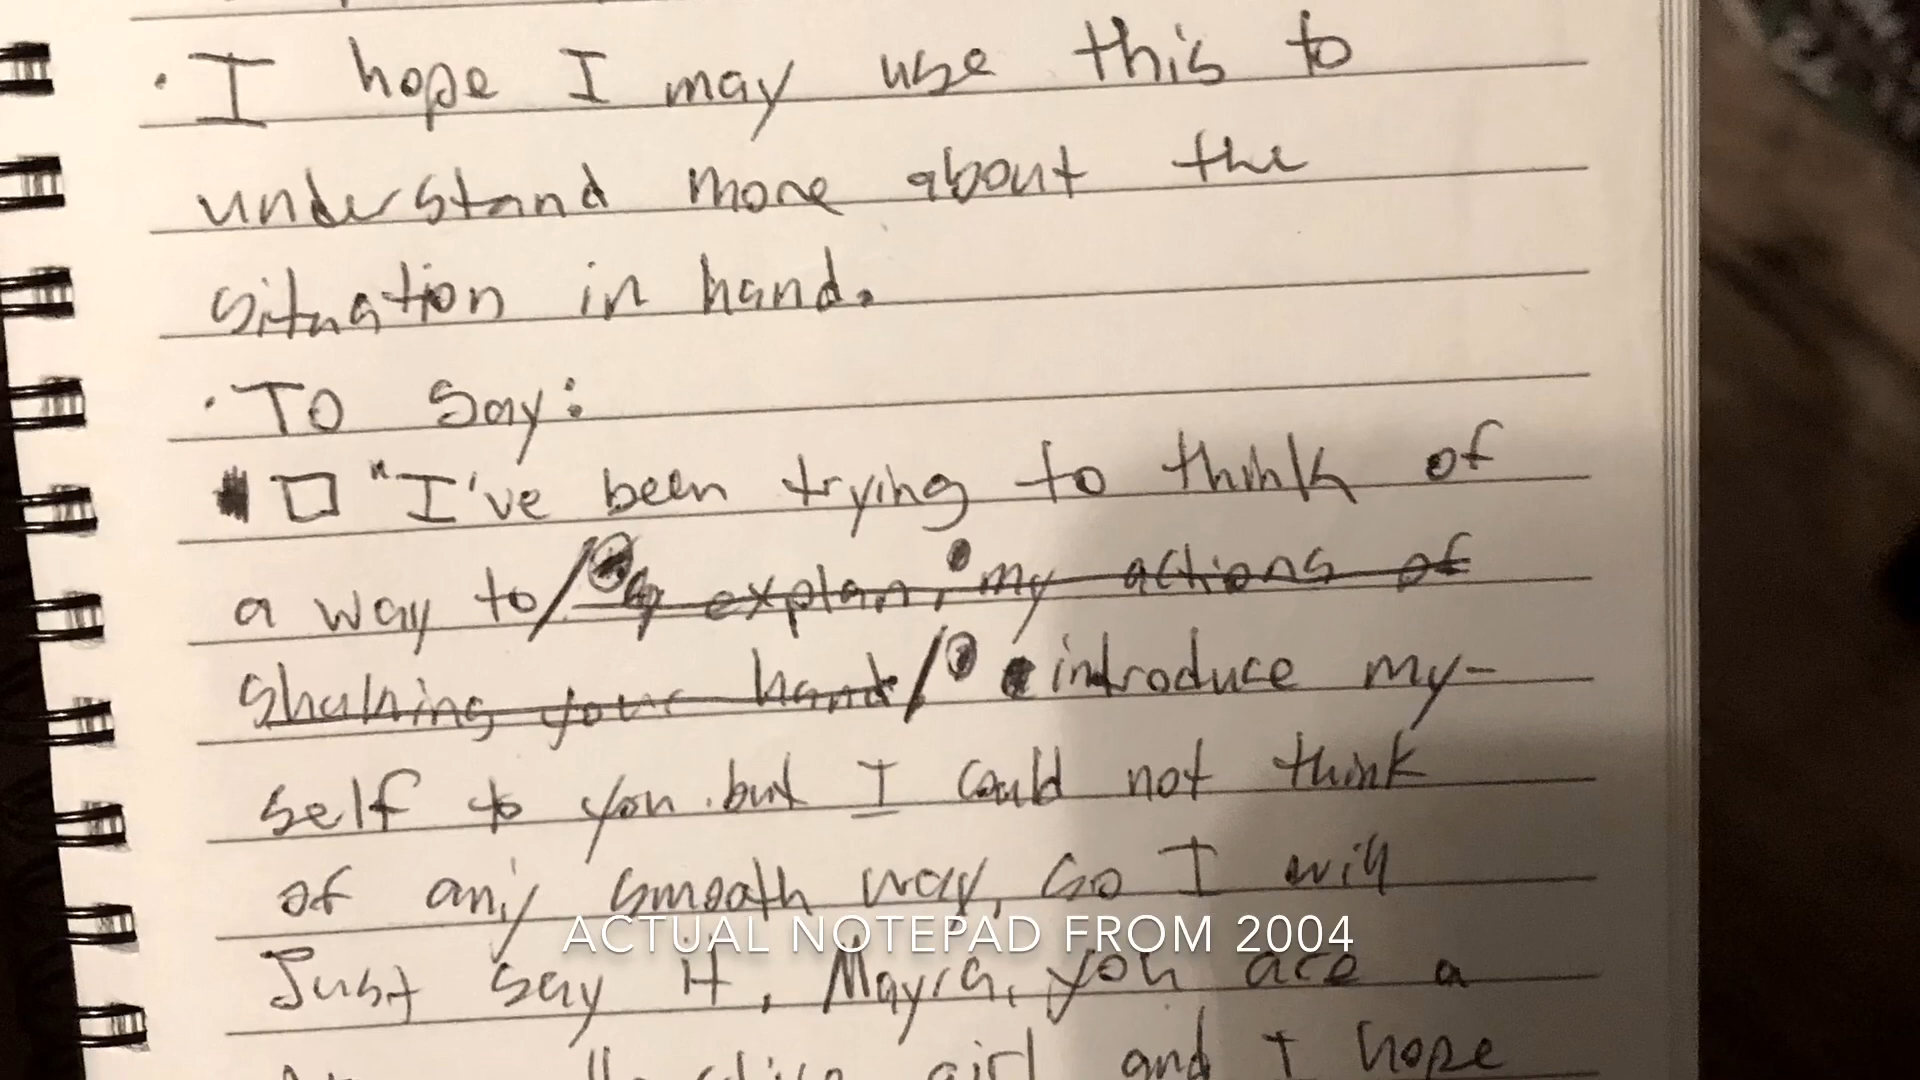 · I hope I may use this to
understand more about the
situation in hand.
· TO Say:
□ "I've been trying to think of
a way to/ explan, my actions of
shaking your hand/ introduce my-
self to you but I could not think
of any smooth way, so I will
ACTUAL NOTEPAD FROM 2004
Just say it, Mayra, you are a
girl and I hope